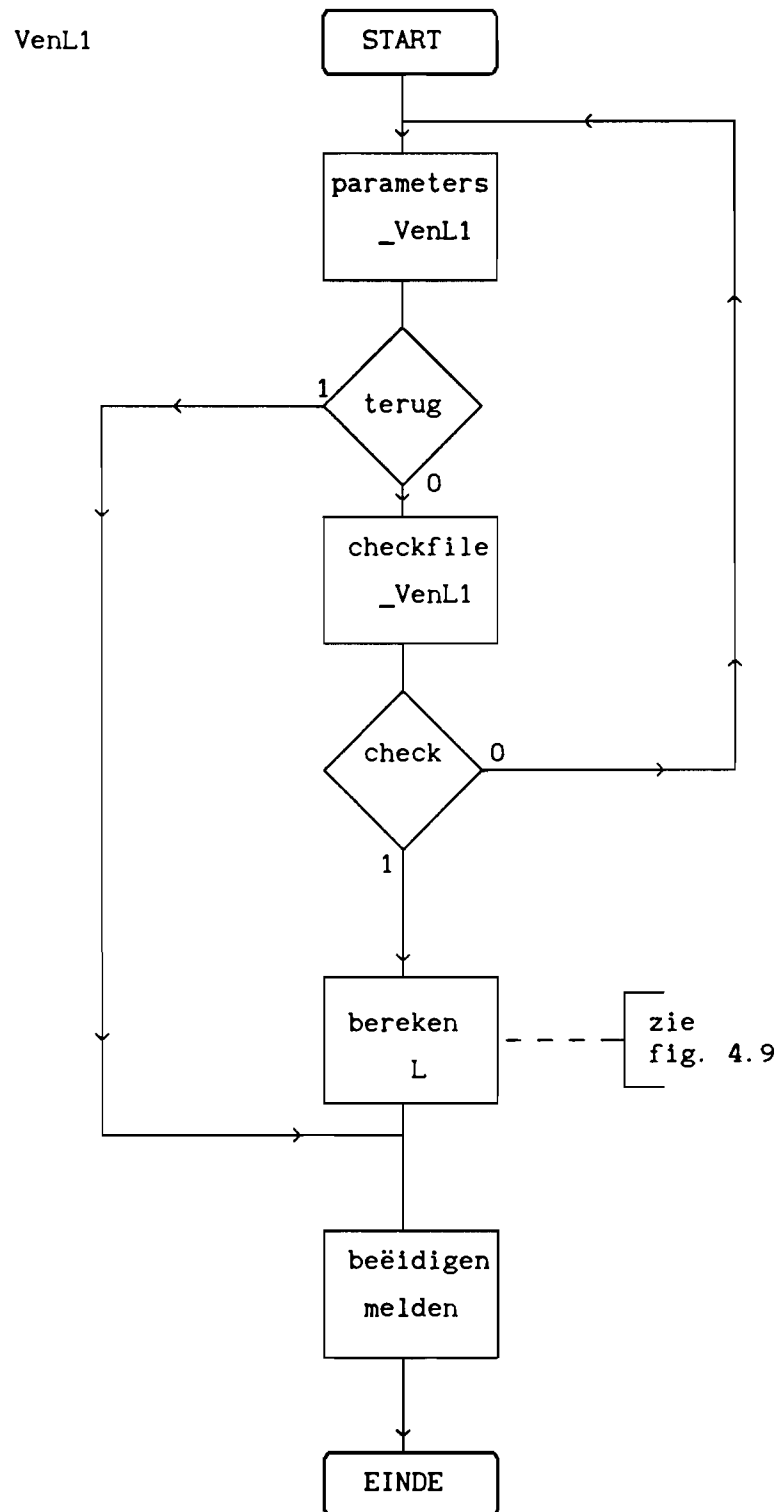 VenL1
START
parameters
_VenL1
1
terug
0
checkfile
_VenL1
check
0
1
bereken
L
zie
fig. 4.9
beëidigen
melden
EINDE